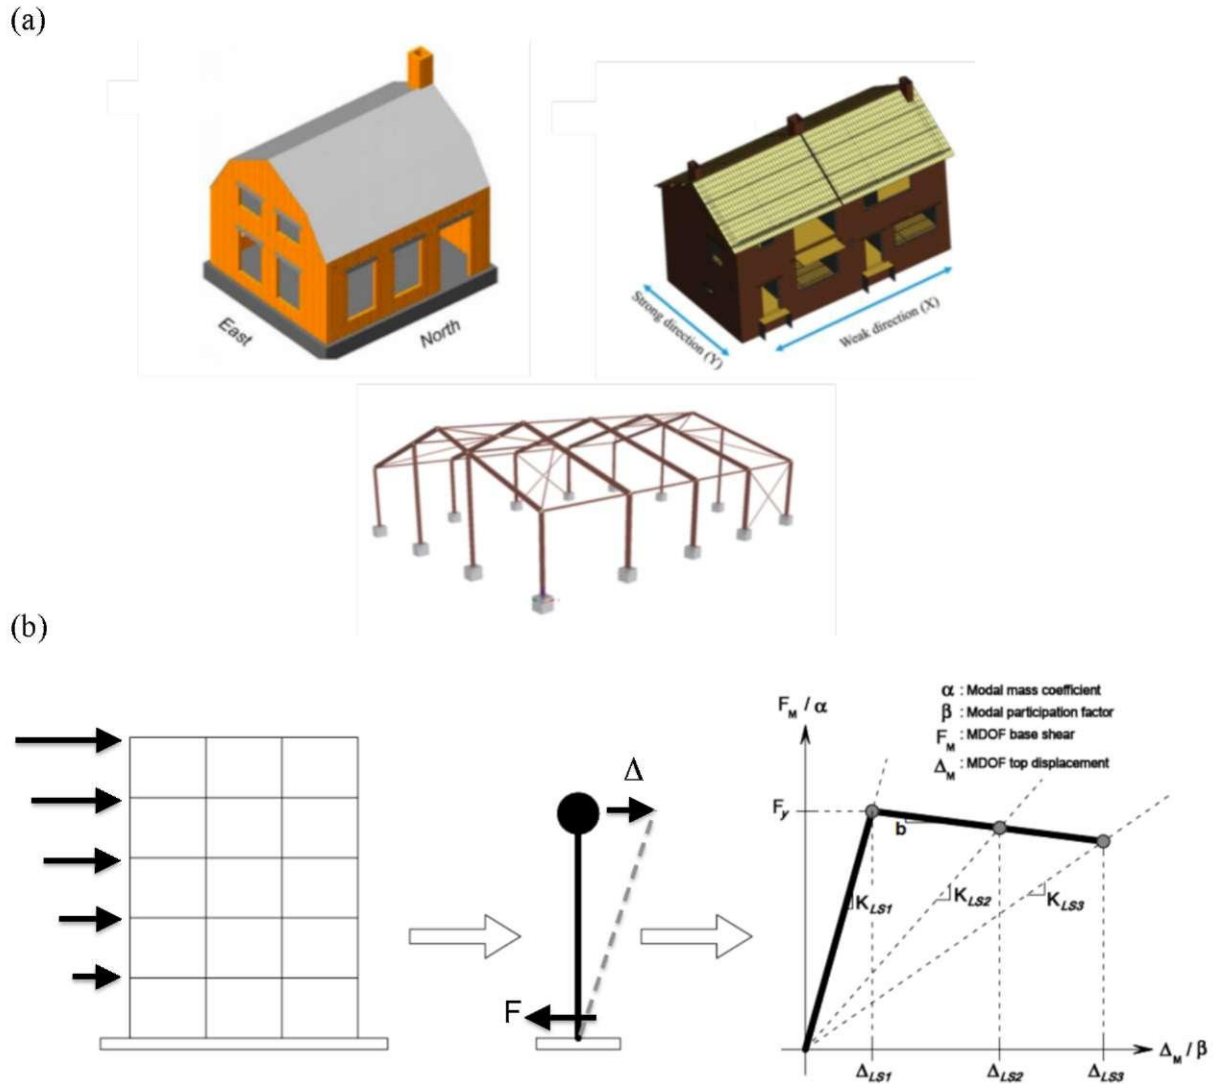 (a)
East
North
Strong direction (Y)
Weak direction (X)
(b)
α : Modal mass coefficient
β : Modal participation factor
F_M : MDOF base shear
Δ_M : MDOF top displacement
F_M / α
Δ
F_y
b
K_LS1
K_LS2
K_LS3
F
Δ_M / β
Δ_LS1
Δ_LS2
Δ_LS3